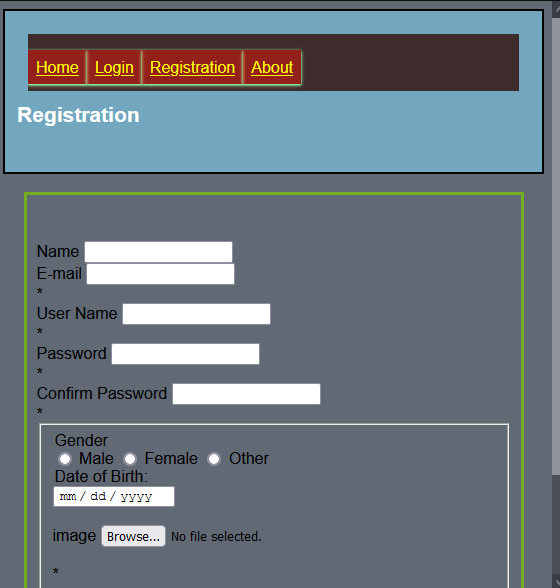 Home Login Registration About
Registration
Name
E-mail
*
User Name
*
Password
*
Confirm Password
*
Gender
Male Female Other
Date of Birth:
mm / dd / yyyy
image Browse... No file selected.
*